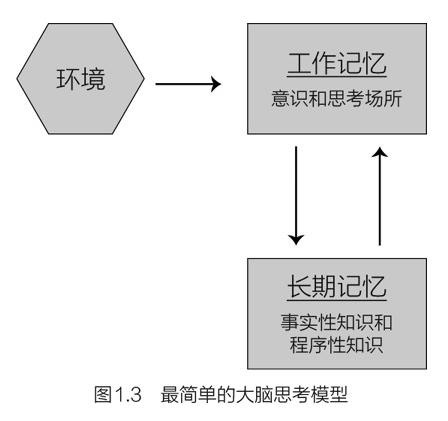 环境
工作记忆
意识和思考场所
长期记忆
事实性知识和
程序性知识
图1.3 最简单的大脑思考模型